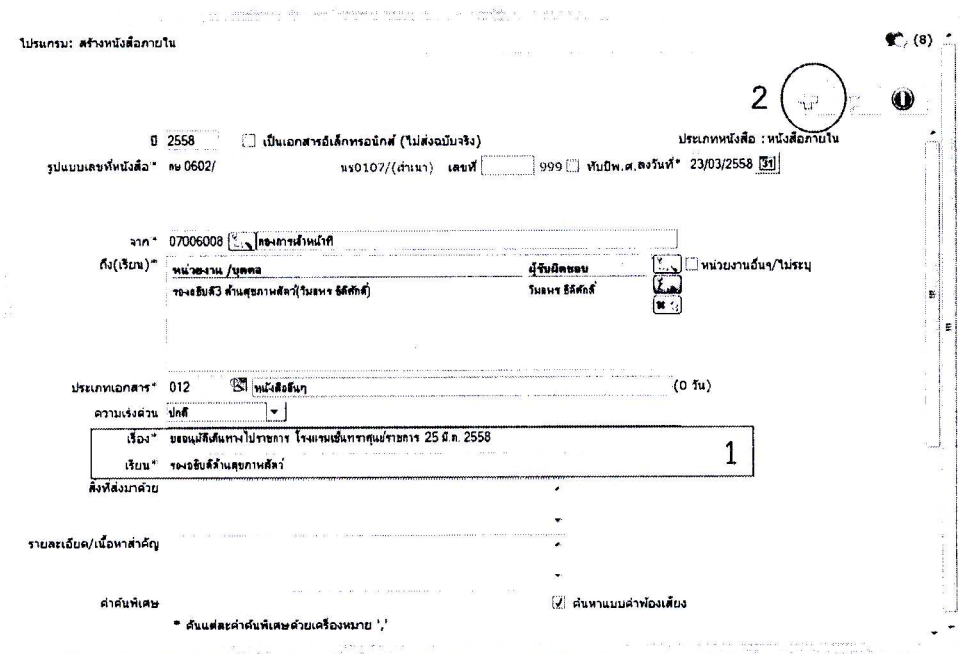 โปรแกรม: สร้างหนังสือภายใน (8)
2
ปี 2558 เป็นเอกสารอิเล็กทรอนิกส์ (ไม่ส่งฉบับจริง) ประเภทหนังสือ : หนังสือภายใน
รูปแบบเลขที่หนังสือ* กษ 0602/ นร0107/(สำเนา) เลขที่ 999 ทับปีพ.ศ. ลงวันที่* 23/03/2558 31
จาก* 07006008 กองการเจ้าหน้าที่
ถึง(เรียน)* หน่วยงาน /บุคคล ผู้รับผิดชอบ หน่วยงานอื่นๆ/ไม่ระบุ
รองอธิบดี3 ด้านสุขภาพสัตว์(วิมลพร ธิติศักดิ์) วิมลพร ธิติศักดิ์
ประเภทเอกสาร* 012 หนังสืออื่นๆ (0 วัน)
ความเร่งด่วน ปกติ
เรื่อง* ขออนุมัติเดินทางไปราชการ โรงแรมเซ็นทรา 25 มี.ค. 2558
1
เรียน* รองอธิบดีด้านสุขภาพสัตว์
สิ่งที่ส่งมาด้วย
รายละเอียด/เนื้อหาสำคัญ
คำค้นพิเศษ ค้นหาแบบคำพ้องเสียง
* คั่นแต่ละคำค้นพิเศษด้วยเครื่องหมาย ','